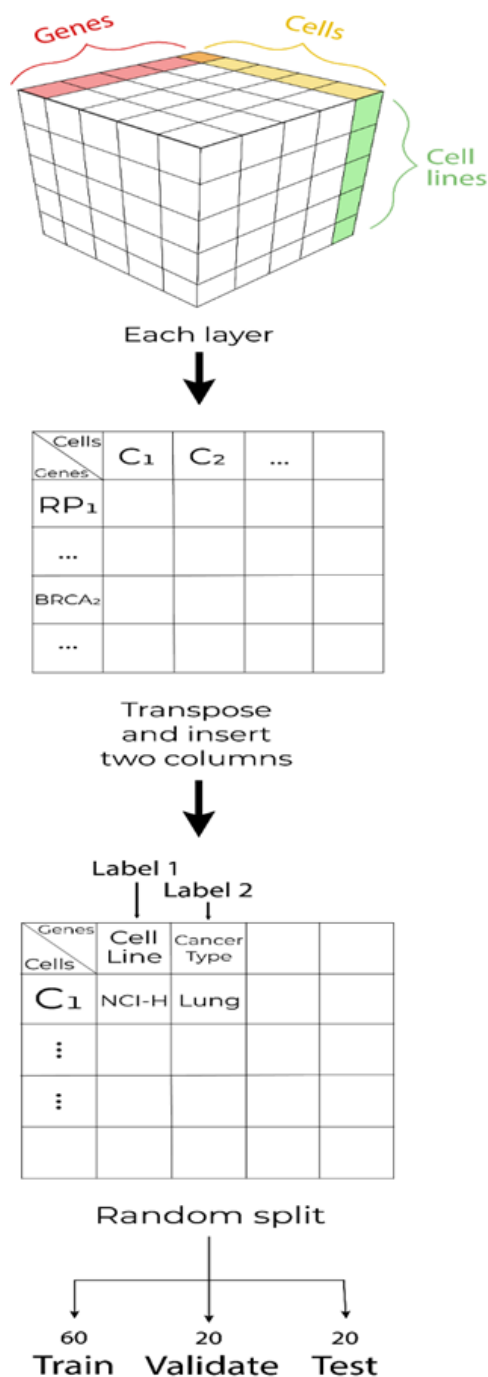 Genes
Cells
Cell
lines
Each layer
Cells
Genes
C₁ C₂ ...
RP₁
...
BRCA₂
...
Transpose
and insert
two columns
Label 1
Label 2
Genes
Cells
Cell
Line
Cancer
Type
C₁ NCI-H Lung
⋮
⋮
Random split
60 20 20
Train Validate Test